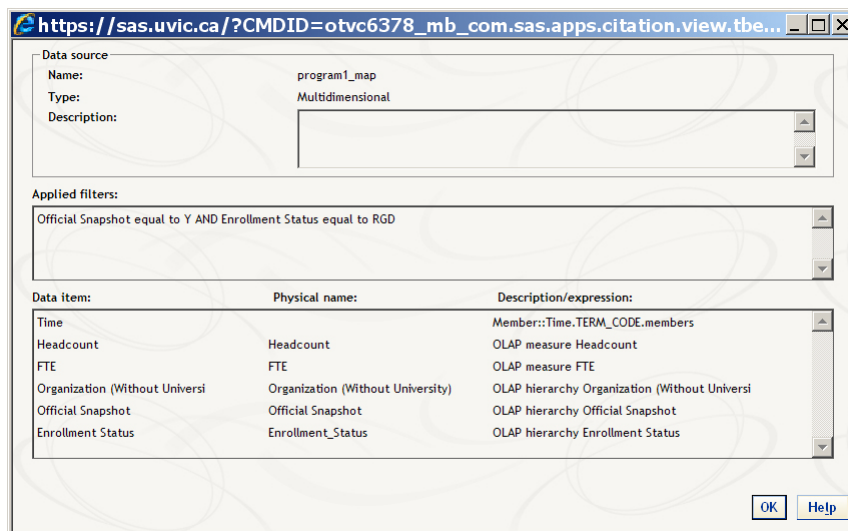 https://sas.uvic.ca/?CMDID=otvc6378_mb_com.sas.apps.citation.view.tbe...
Data source
Name: program1_map
Type: Multidimensional
Description:
Applied filters:
Official Snapshot equal to Y AND Enrollment Status equal to RGD
Data item: Physical name: Description/expression:
Time Member::Time.TERM_CODE.members
Headcount Headcount OLAP measure Headcount
FTE FTE OLAP measure FTE
Organization (Without Universi Organization (Without University) OLAP hierarchy Organization (Without Universi
Official Snapshot Official Snapshot OLAP hierarchy Official Snapshot
Enrollment Status Enrollment_Status OLAP hierarchy Enrollment Status
OK Help